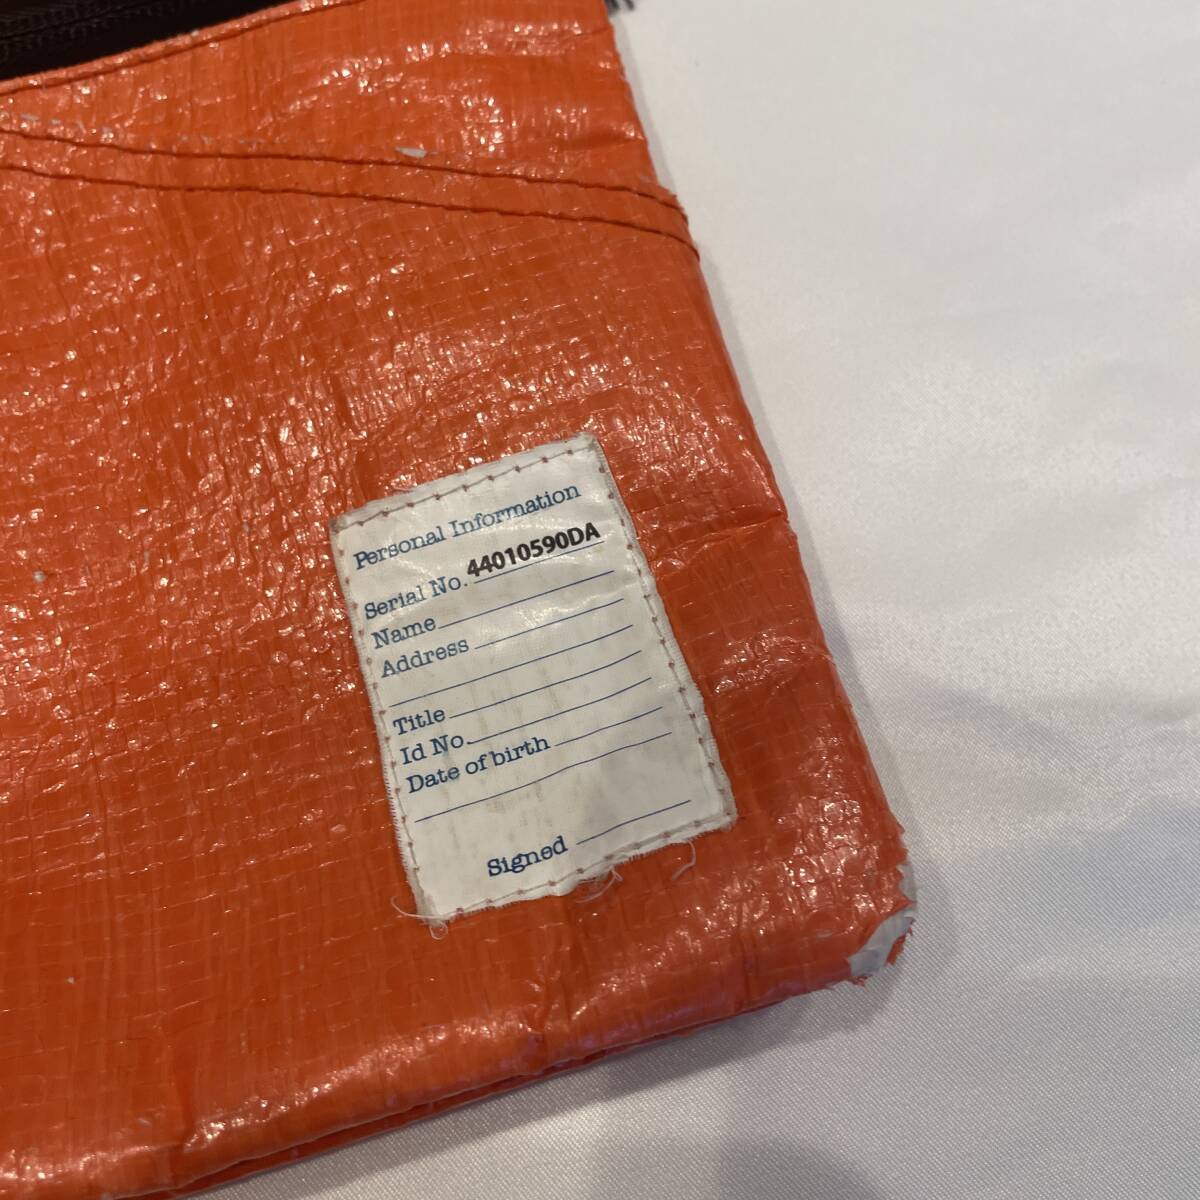 Personal Information
Serial No. 44010590DA
Name
Address
Title
Id No.
Date of birth
Signed